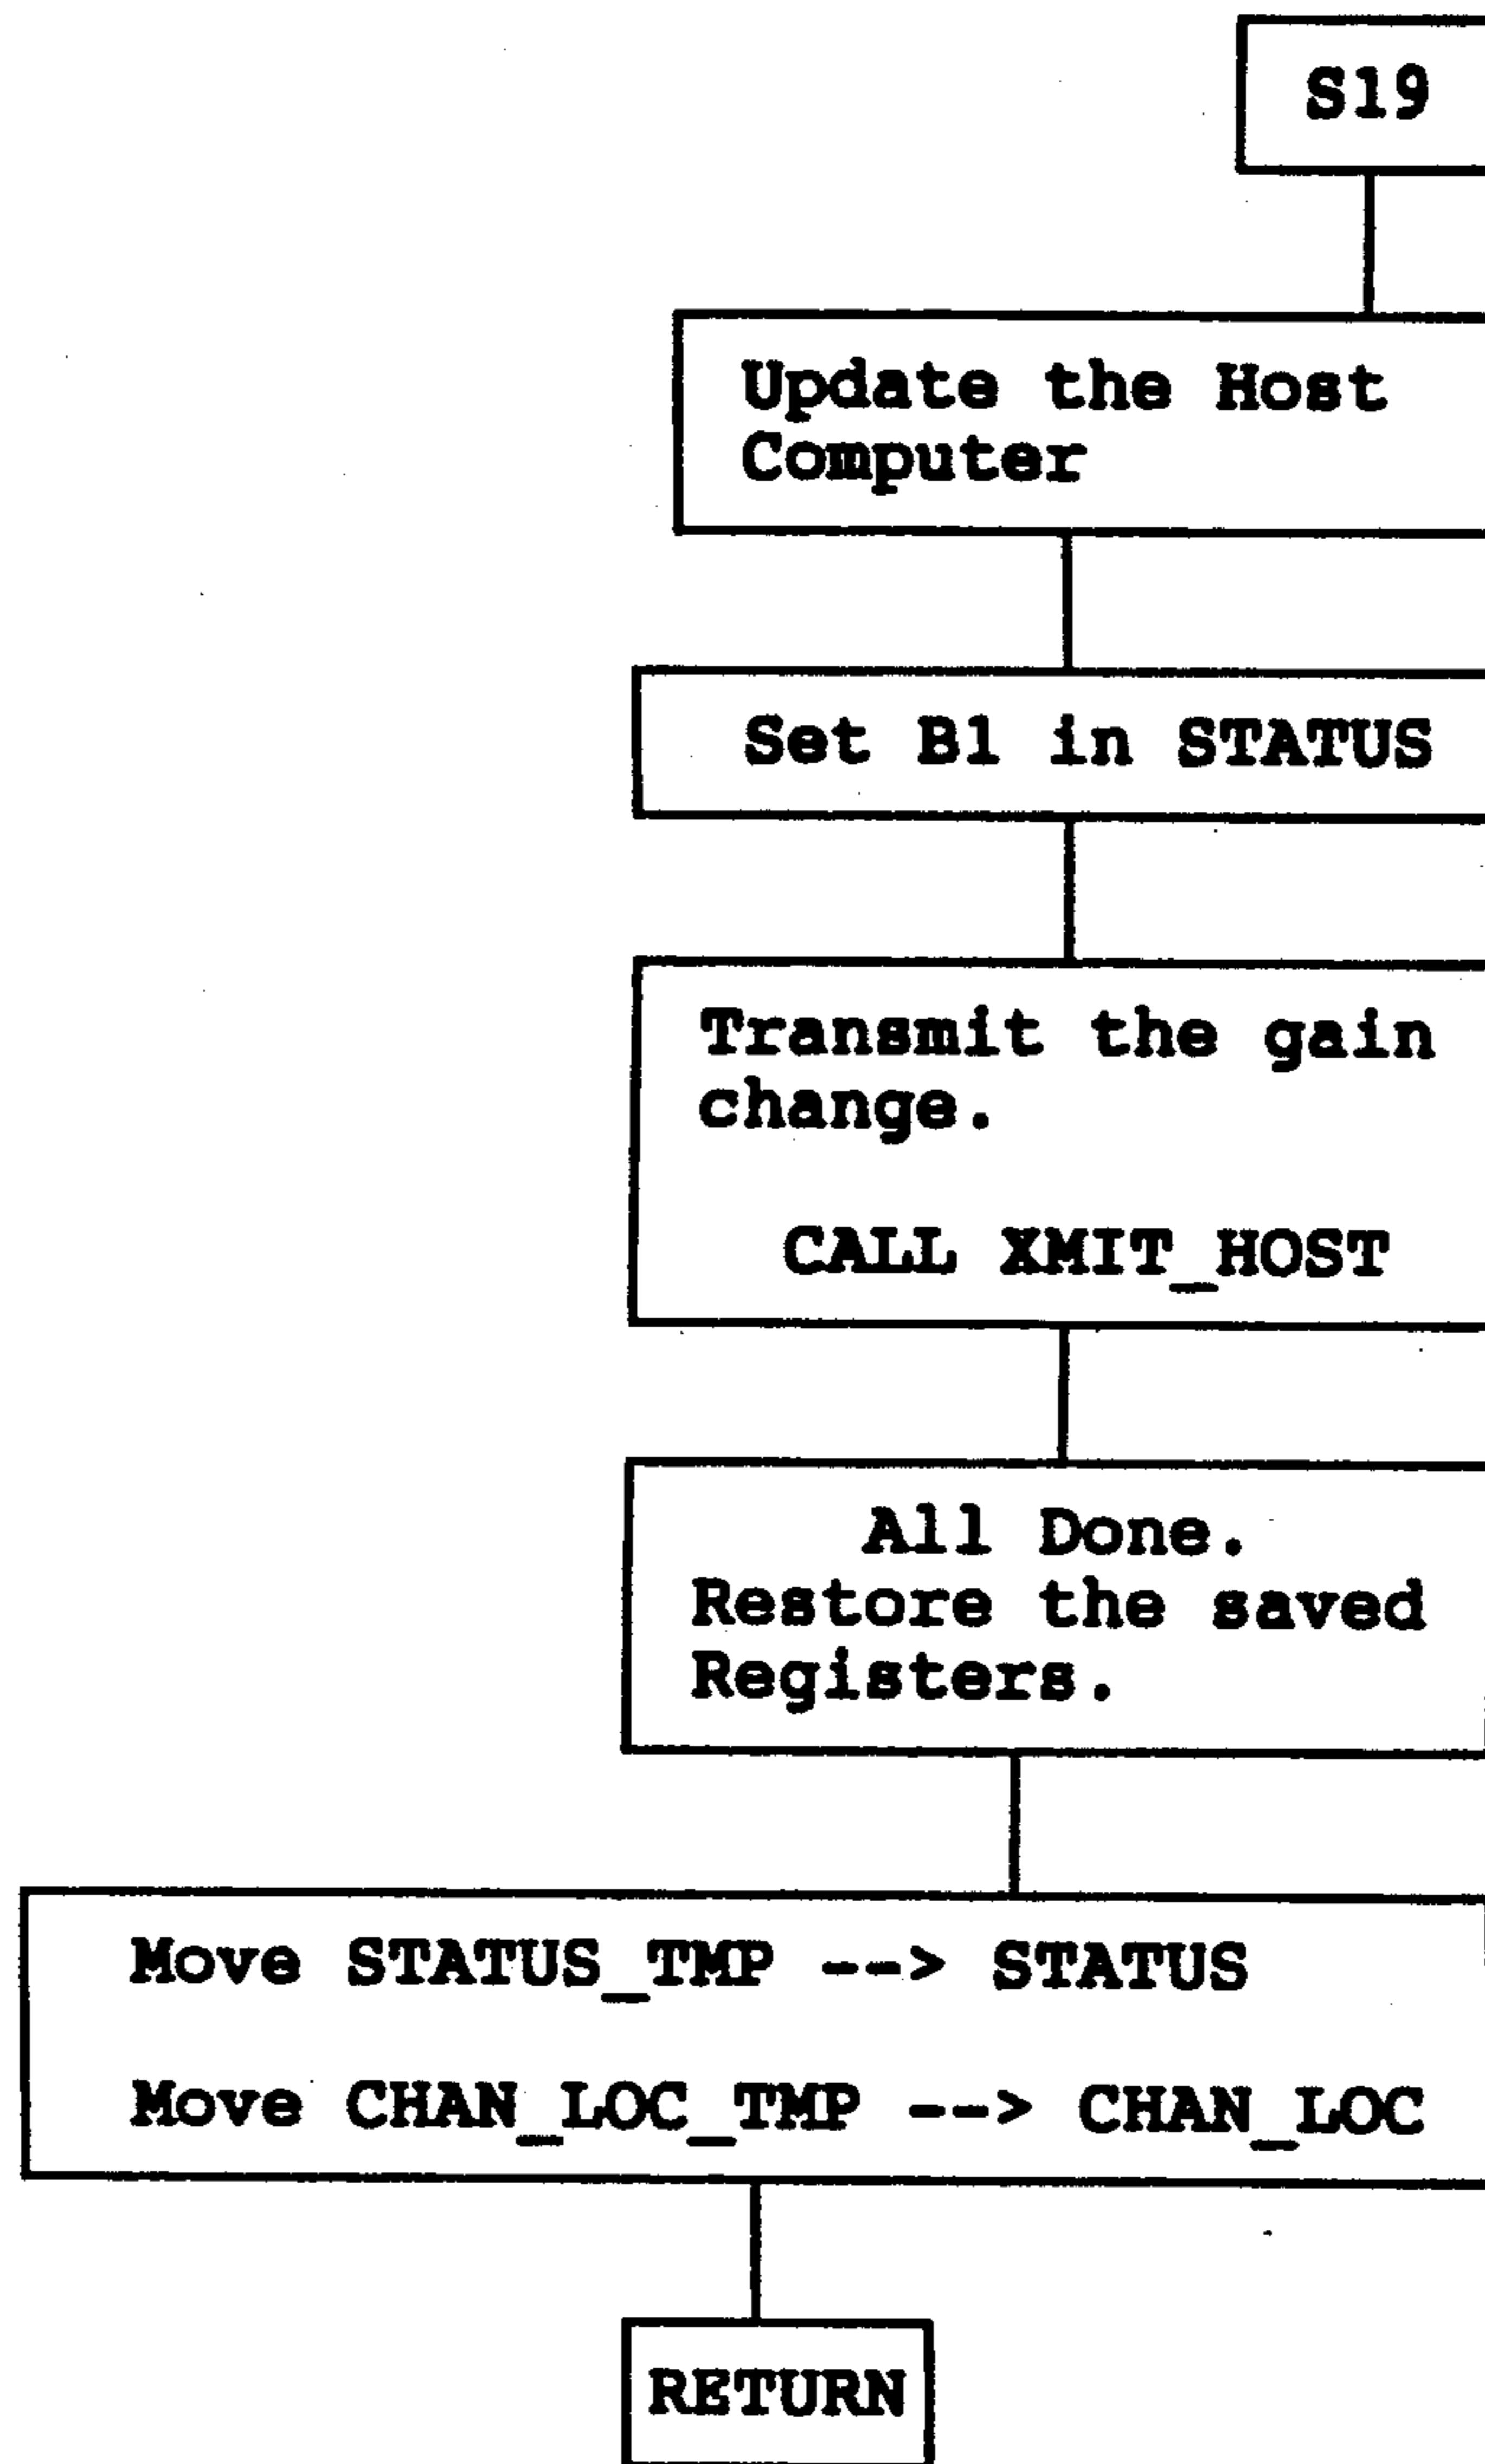 S19
Update the Host
Computer
Set B1 in STATUS
Transmit the gain
change.
CALL XMIT_HOST
All Done.
Restore the saved
Registers.
Move STATUS_TMP --> STATUS
Move CHAN_LOC_TMP --> CHAN_LOC
RETURN